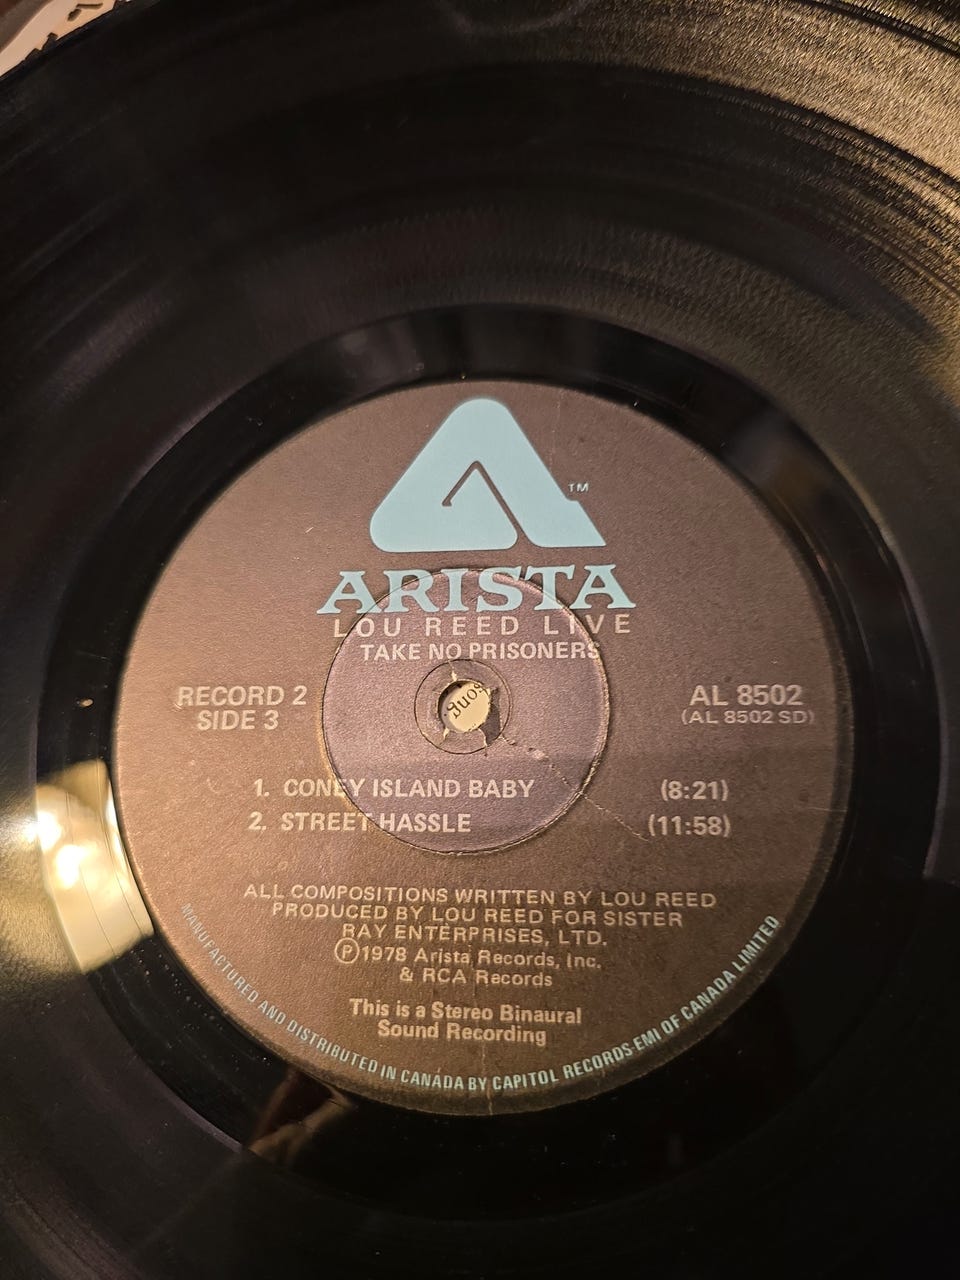 TM
ARISTA
LOU REED LIVE
TAKE NO PRISONERS
RECORD 2
SIDE 3
AL 8502
(AL 8502 SD)
1. CONEY ISLAND BABY (8:21)
2. STREET HASSLE (11:58)
ALL COMPOSITIONS WRITTEN BY LOU REED
PRODUCED BY LOU REED FOR SISTER
RAY ENTERPRISES, LTD.
Ⓟ1978 Arista Records, Inc.
& RCA Records
This is a Stereo Binaural
Sound Recording
MANUFACTURED AND DISTRIBUTED IN CANADA BY CAPITOL RECORDS-EMI OF CANADA LIMITED